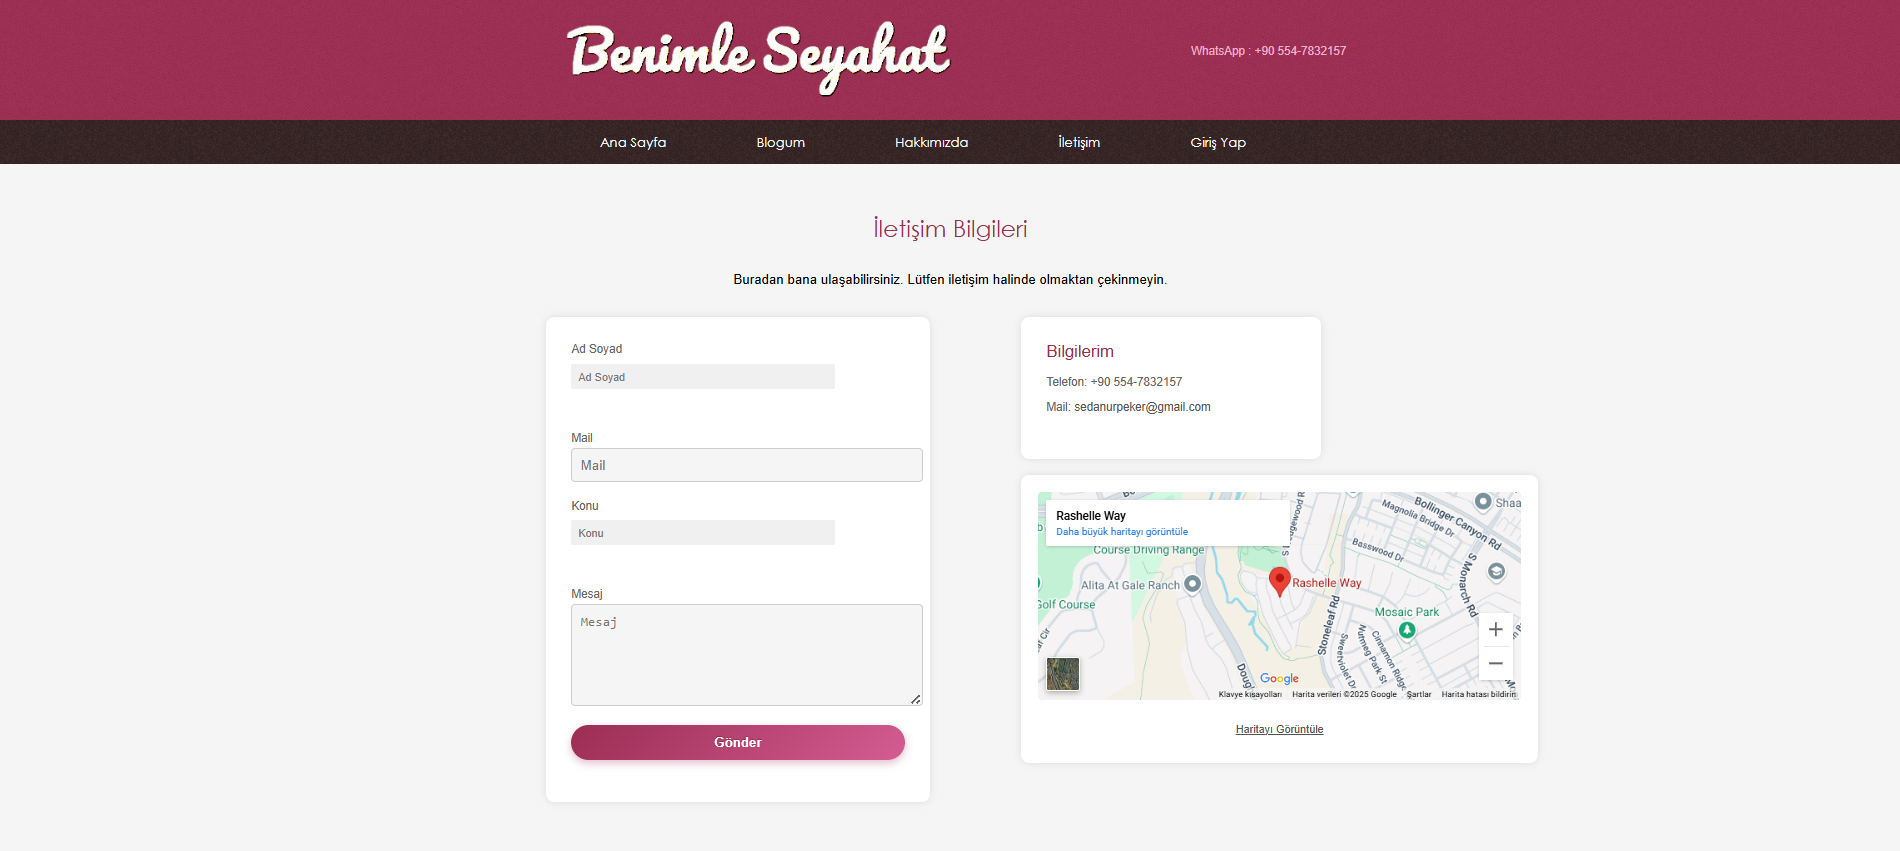 Benimle Seyahat
WhatsApp : +90 554-7832157
Ana Sayfa
Blogum
Hakkımızda
İletişim
Giriş Yap
İletişim Bilgileri
Buradan bana ulaşabilirsiniz. Lütfen iletişim halinde olmaktan çekinmeyin.
Ad Soyad
Ad Soyad
Mail
Mail
Konu
Konu
Mesaj
Mesaj
Gönder
Bilgilerim
Telefon: +90 554-7832157
Mail: sedanurpeker@gmail.com
Rashelle Way
Daha büyük haritayı görüntüle
Course Driving Range
Alita At Gale Ranch
Golf Course
Rashelle Way
Mosaic Park
Bollinger Canyon Rd
Magnolia Bridge Dr
Basswood Dr
S Monarch Rd
Stoneleaf Rd
Sweetviolet Dr
Nutmeg Park St
Cinnamon Ridge
Shaa
Doug
Google
Klavye kısayolları
Harita verileri ©2025 Google
Şartlar
Harita hatası bildirin
Haritayı Görüntüle